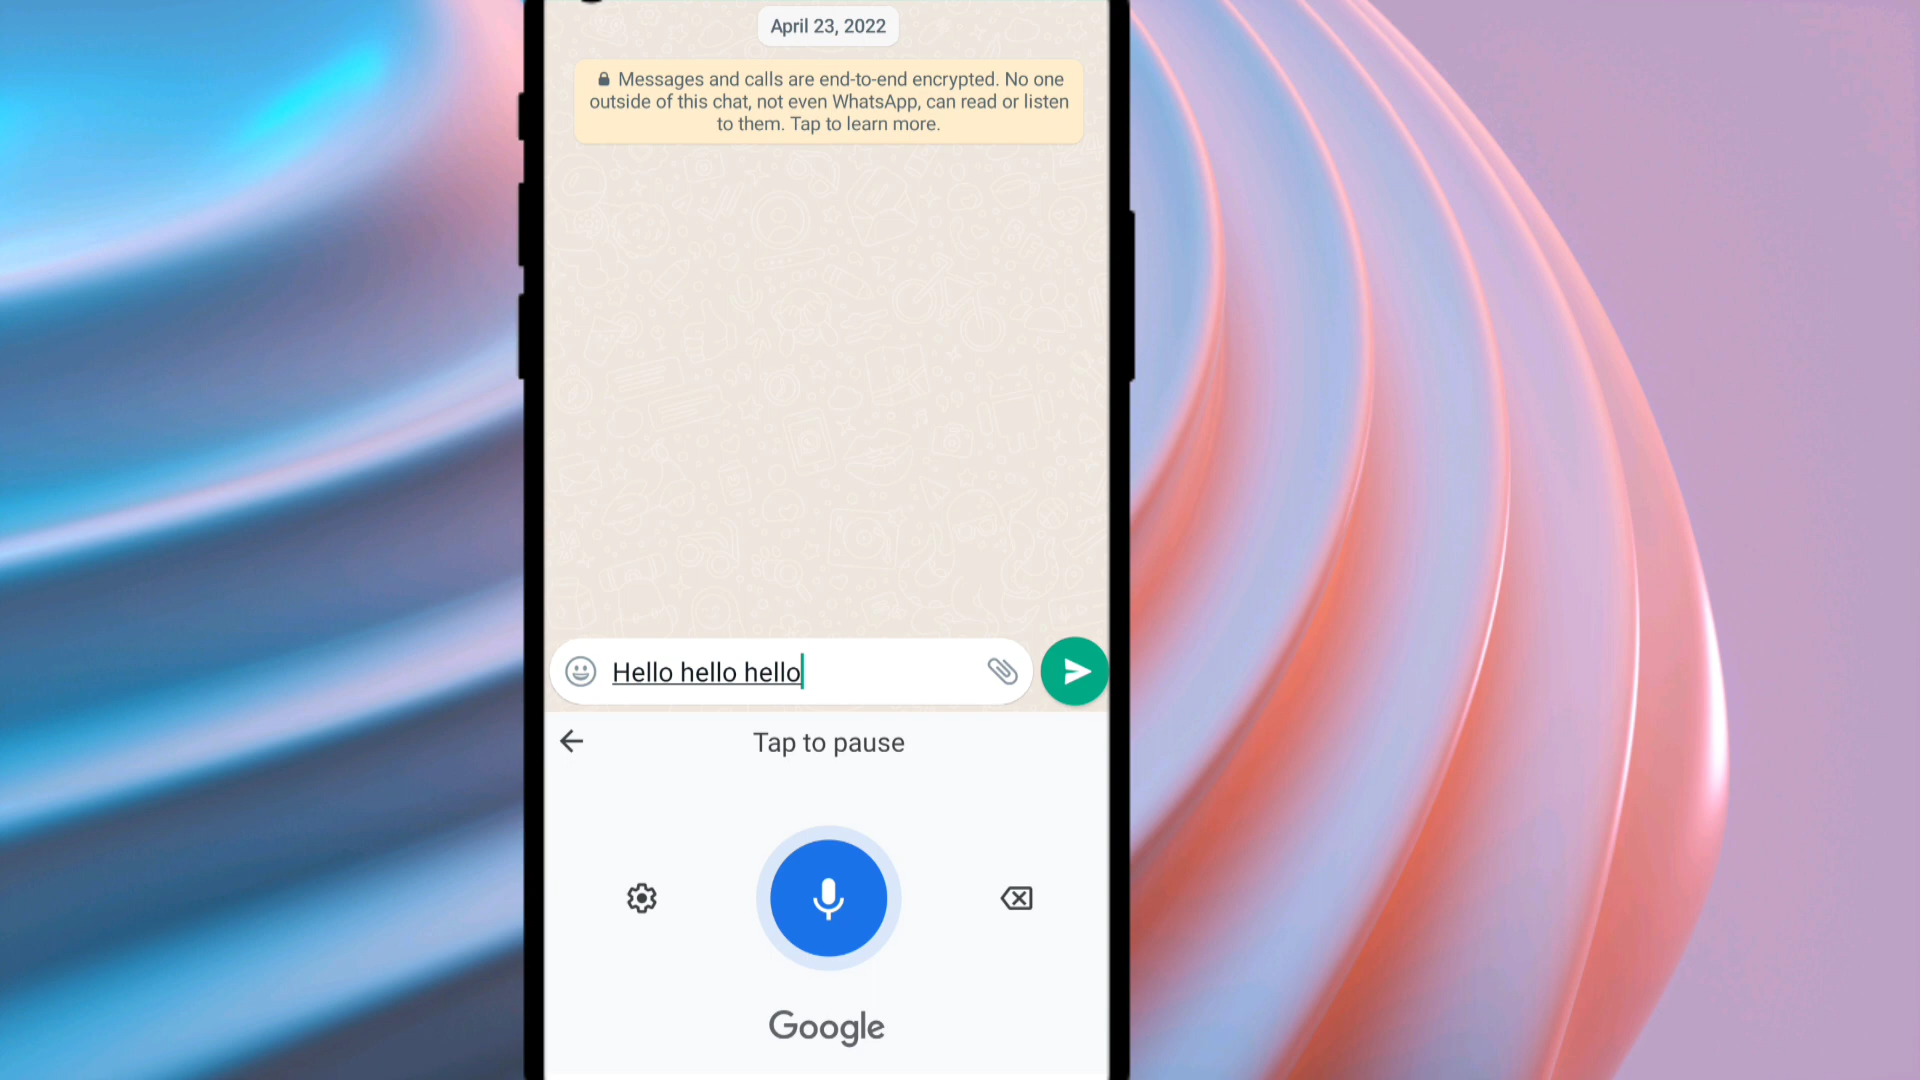 April 23, 2022
Messages and calls are end-to-end encrypted. No one
outside of this chat, not even WhatsApp, can read or listen
to them. Tap to learn more.
Hello hello hello
Tap to pause
Google